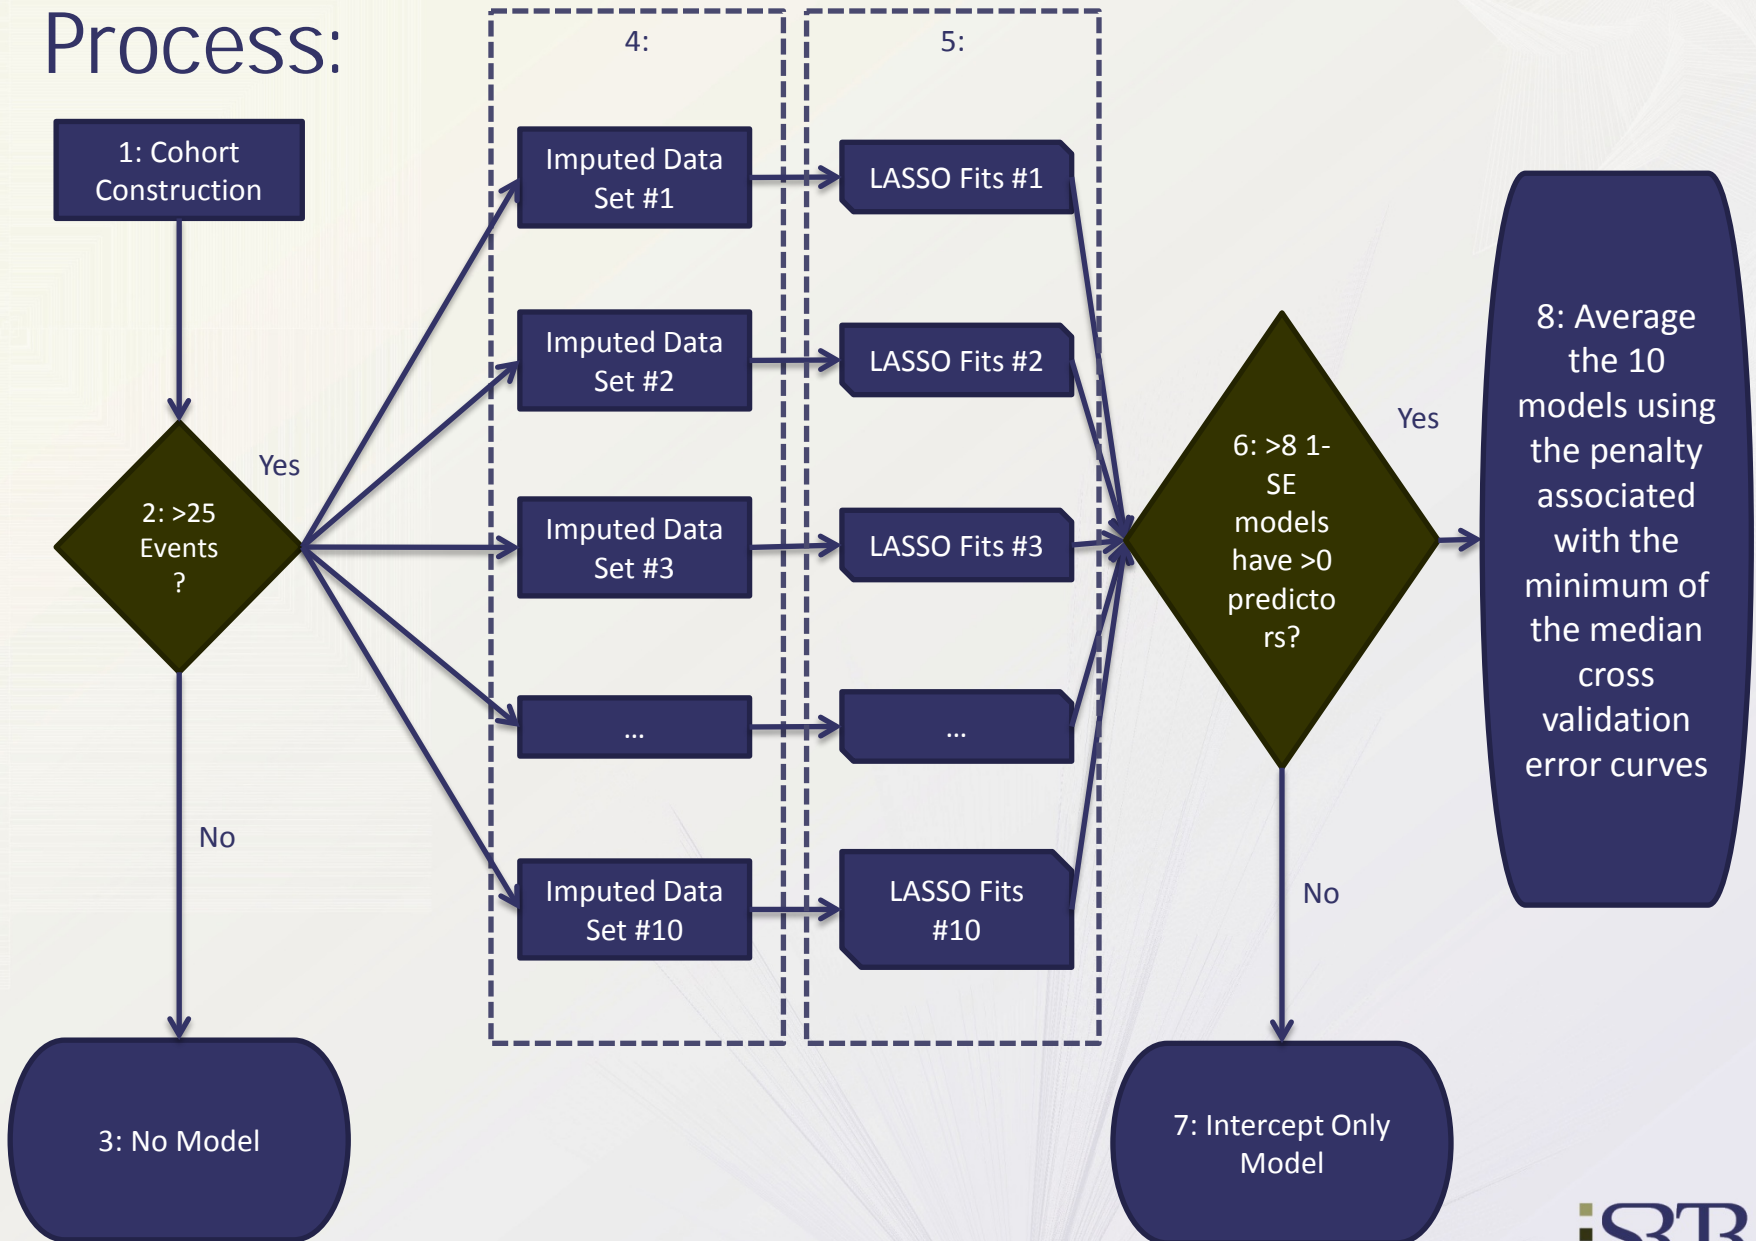 Process:
1: Cohort
Construction
2: >25
Events
?
Yes
No
3: No Model
4:
Imputed Data
Set #1
Imputed Data
Set #2
Imputed Data
Set #3
...
Imputed Data
Set #10
5:
LASSO Fits #1
LASSO Fits #2
LASSO Fits #3
...
LASSO Fits
#10
6: >8 1-
SE
models
have >0
predicto
rs?
Yes
No
7: Intercept Only
Model
8: Average
the 10
models using
the penalty
associated
with the
minimum of
the median
cross
validation
error curves